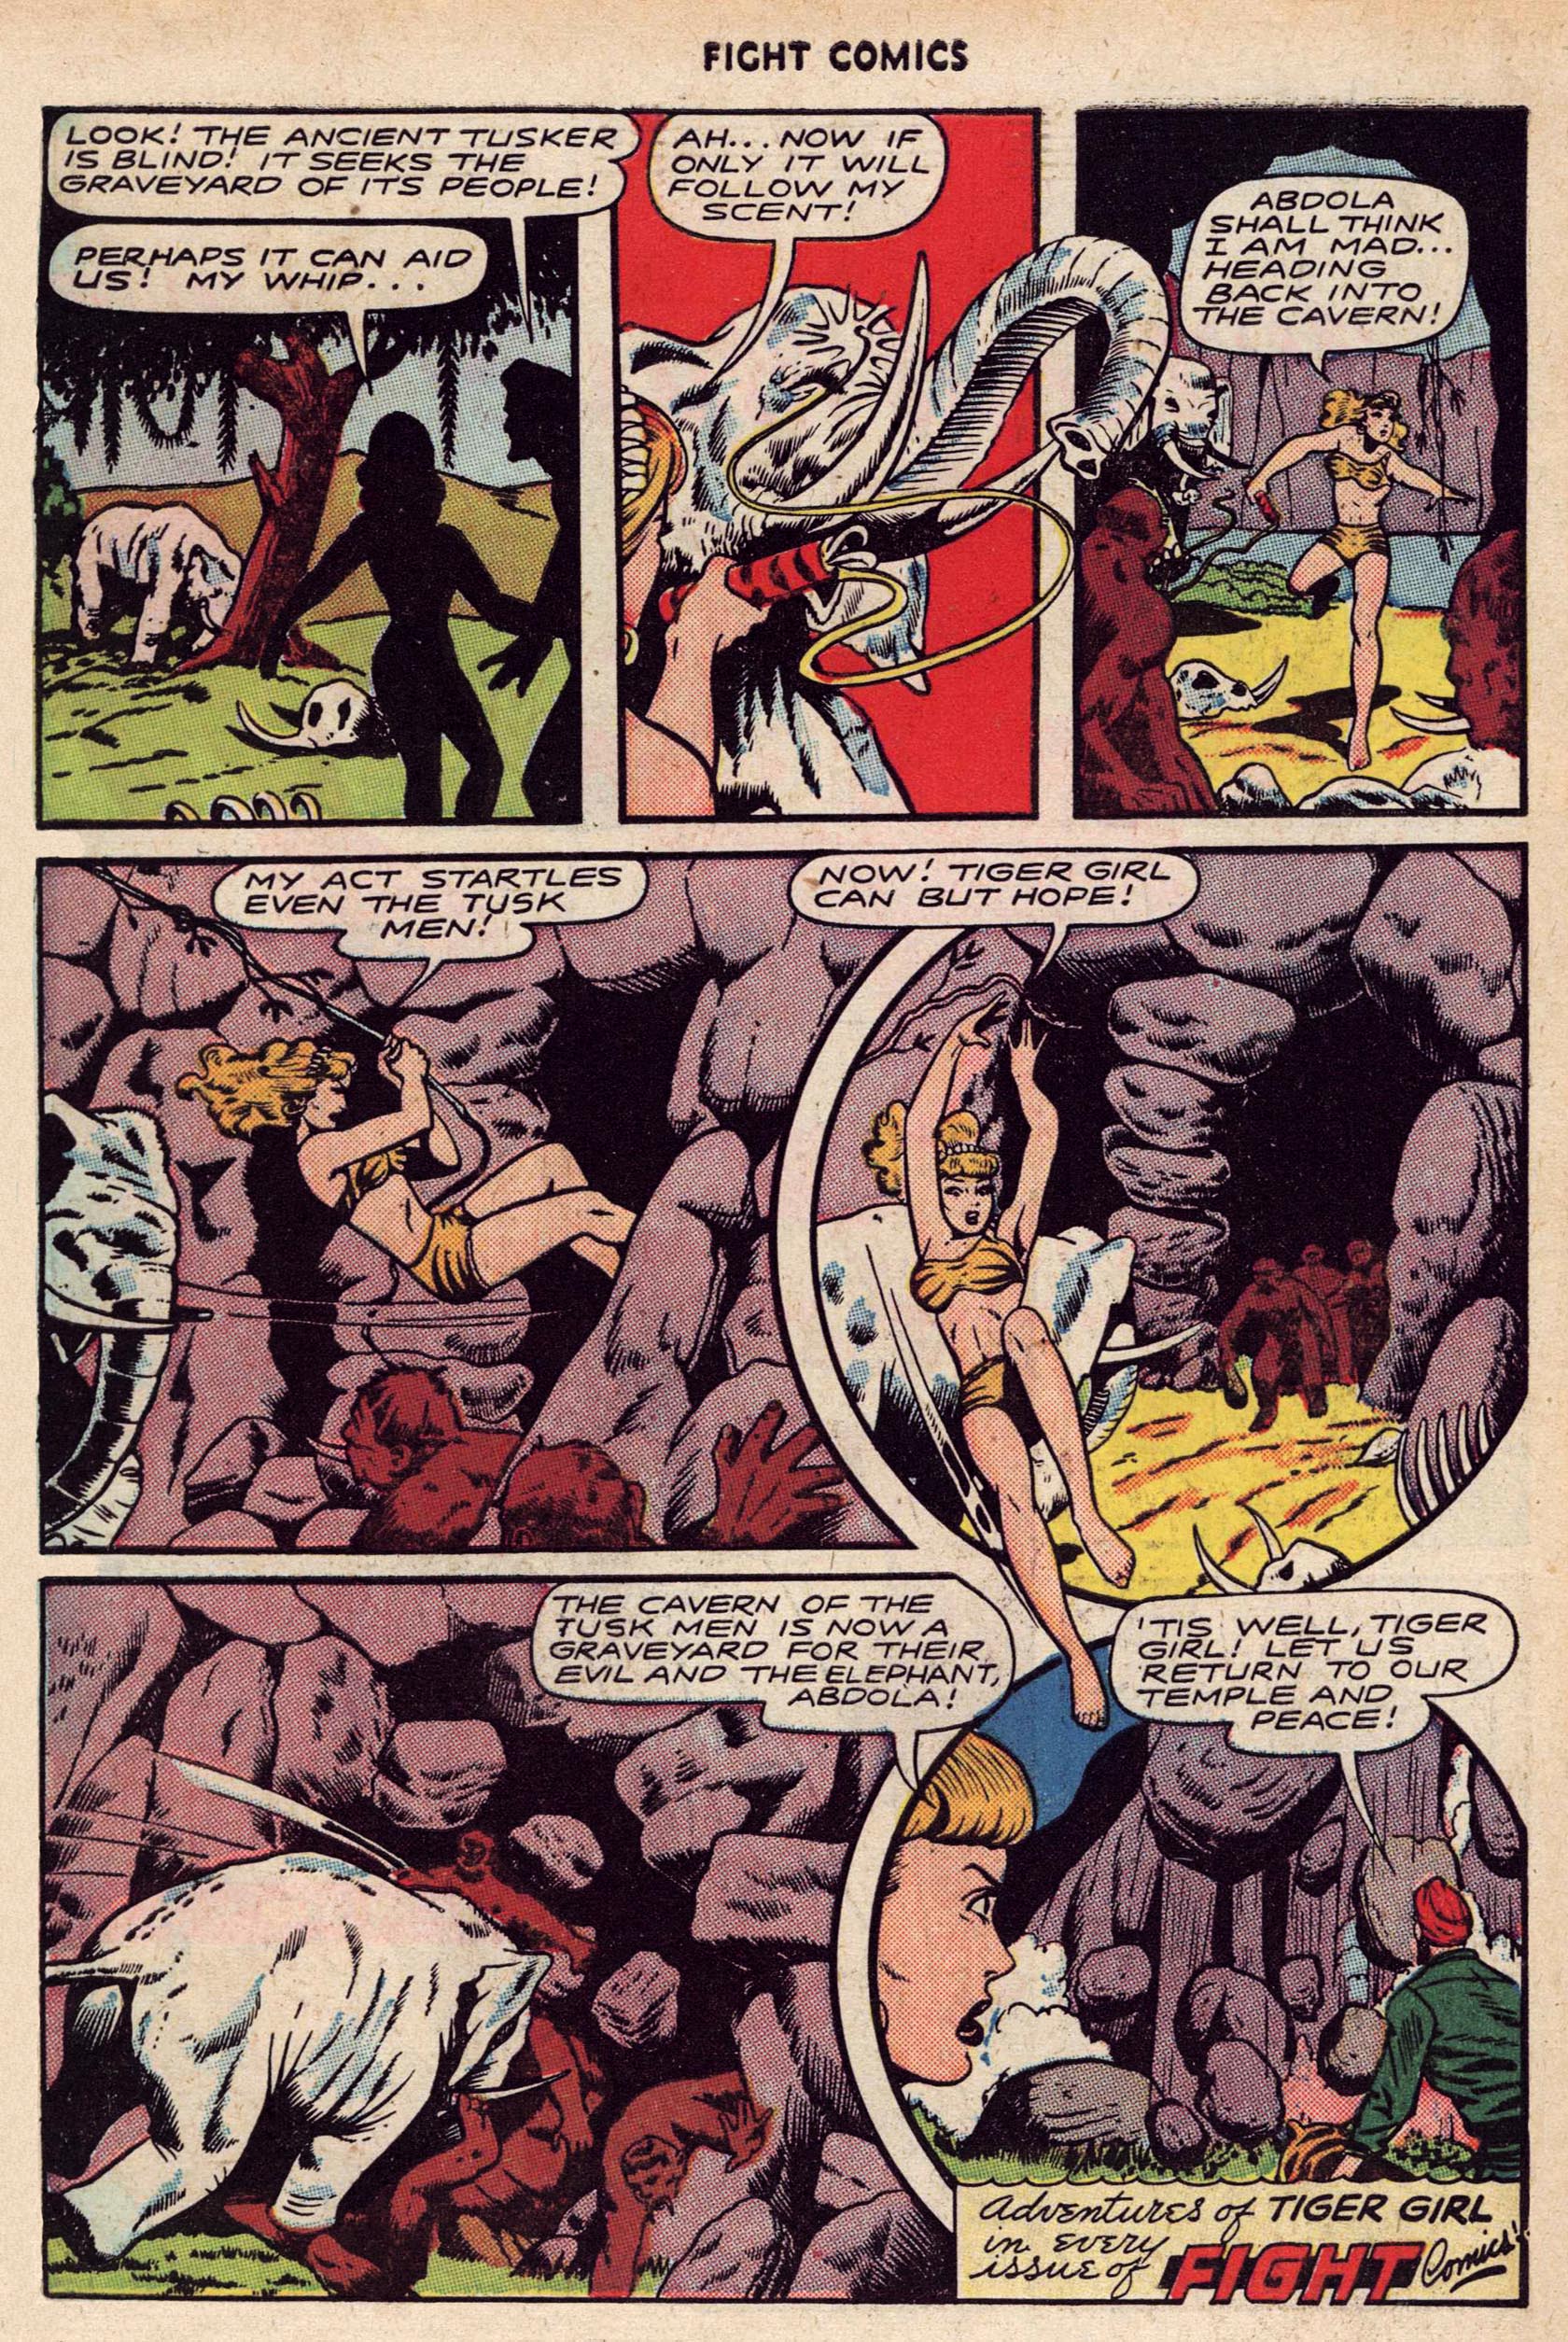 FIGHT COMICS
LOOK! THE ANCIENT TUSKER
IS BLIND! IT SEEKS THE
GRAVEYARD OF ITS PEOPLE!
PERHAPS IT CAN AID
US! MY WHIP...
AH... NOW IF
ONLY IT WILL
FOLLOW MY
SCENT!
ABDOLA
SHALL THINK
I AM MAD...
HEADING
BACK INTO
THE CAVERN!
MY ACT STARTLES
EVEN THE TUSK
MEN!
NOW! TIGER GIRL
CAN BUT HOPE!
THE CAVERN OF THE
TUSK MEN IS NOW A
GRAVEYARD FOR THEIR
EVIL AND THE ELEPHANT,
ABDOLA!
'TIS WELL, TIGER
GIRL! LET US
RETURN TO OUR
TEMPLE AND
PEACE!
Adventures of TIGER GIRL
in every
issue of FIGHT Comics!